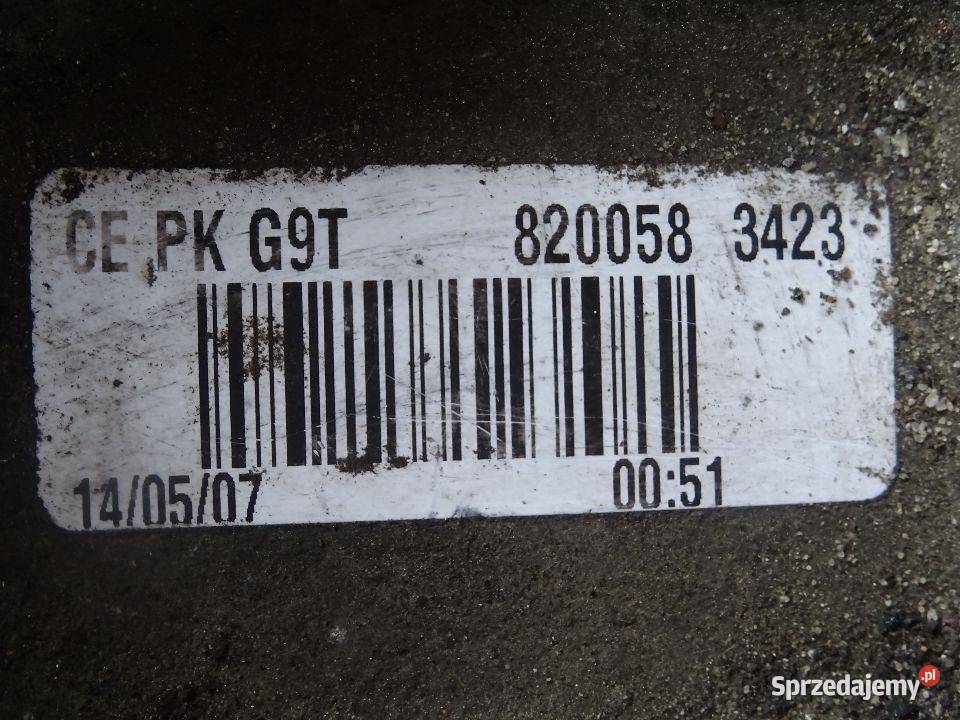 CE PK G9T 820058 3423
14/05/07 00:51
Sprzedajemy.pl